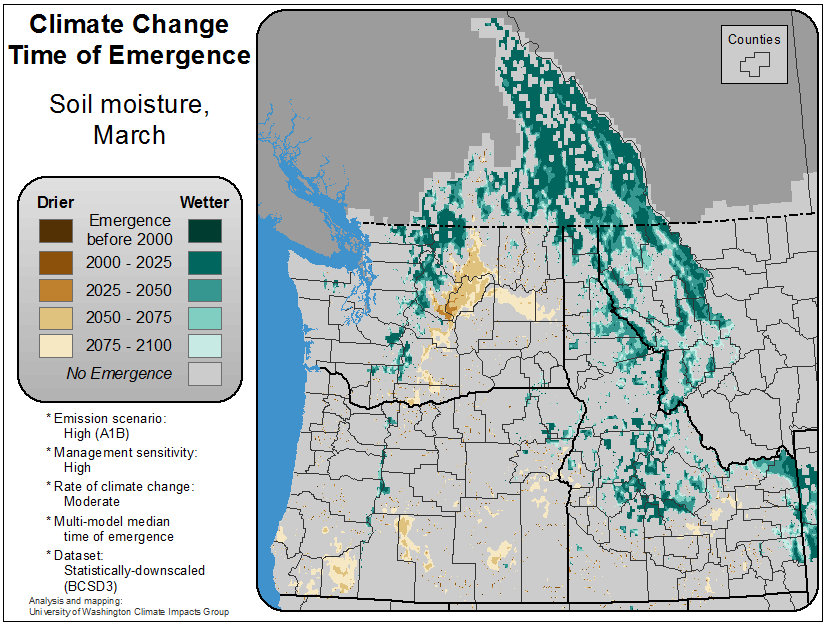 Climate Change
Time of Emergence
Soil moisture,
March
Counties
Drier
Wetter
Emergence
before 2000
2000 - 2025
2025 - 2050
2050 - 2075
2075 - 2100
No Emergence
* Emission scenario:
High (A1B)
* Management sensitivity:
High
* Rate of climate change:
Moderate
* Multi-model median
time of emergence
* Dataset:
Statistically-downscaled
(BCSD3)
Analysis and mapping:
University of Washington Climate Impacts Group